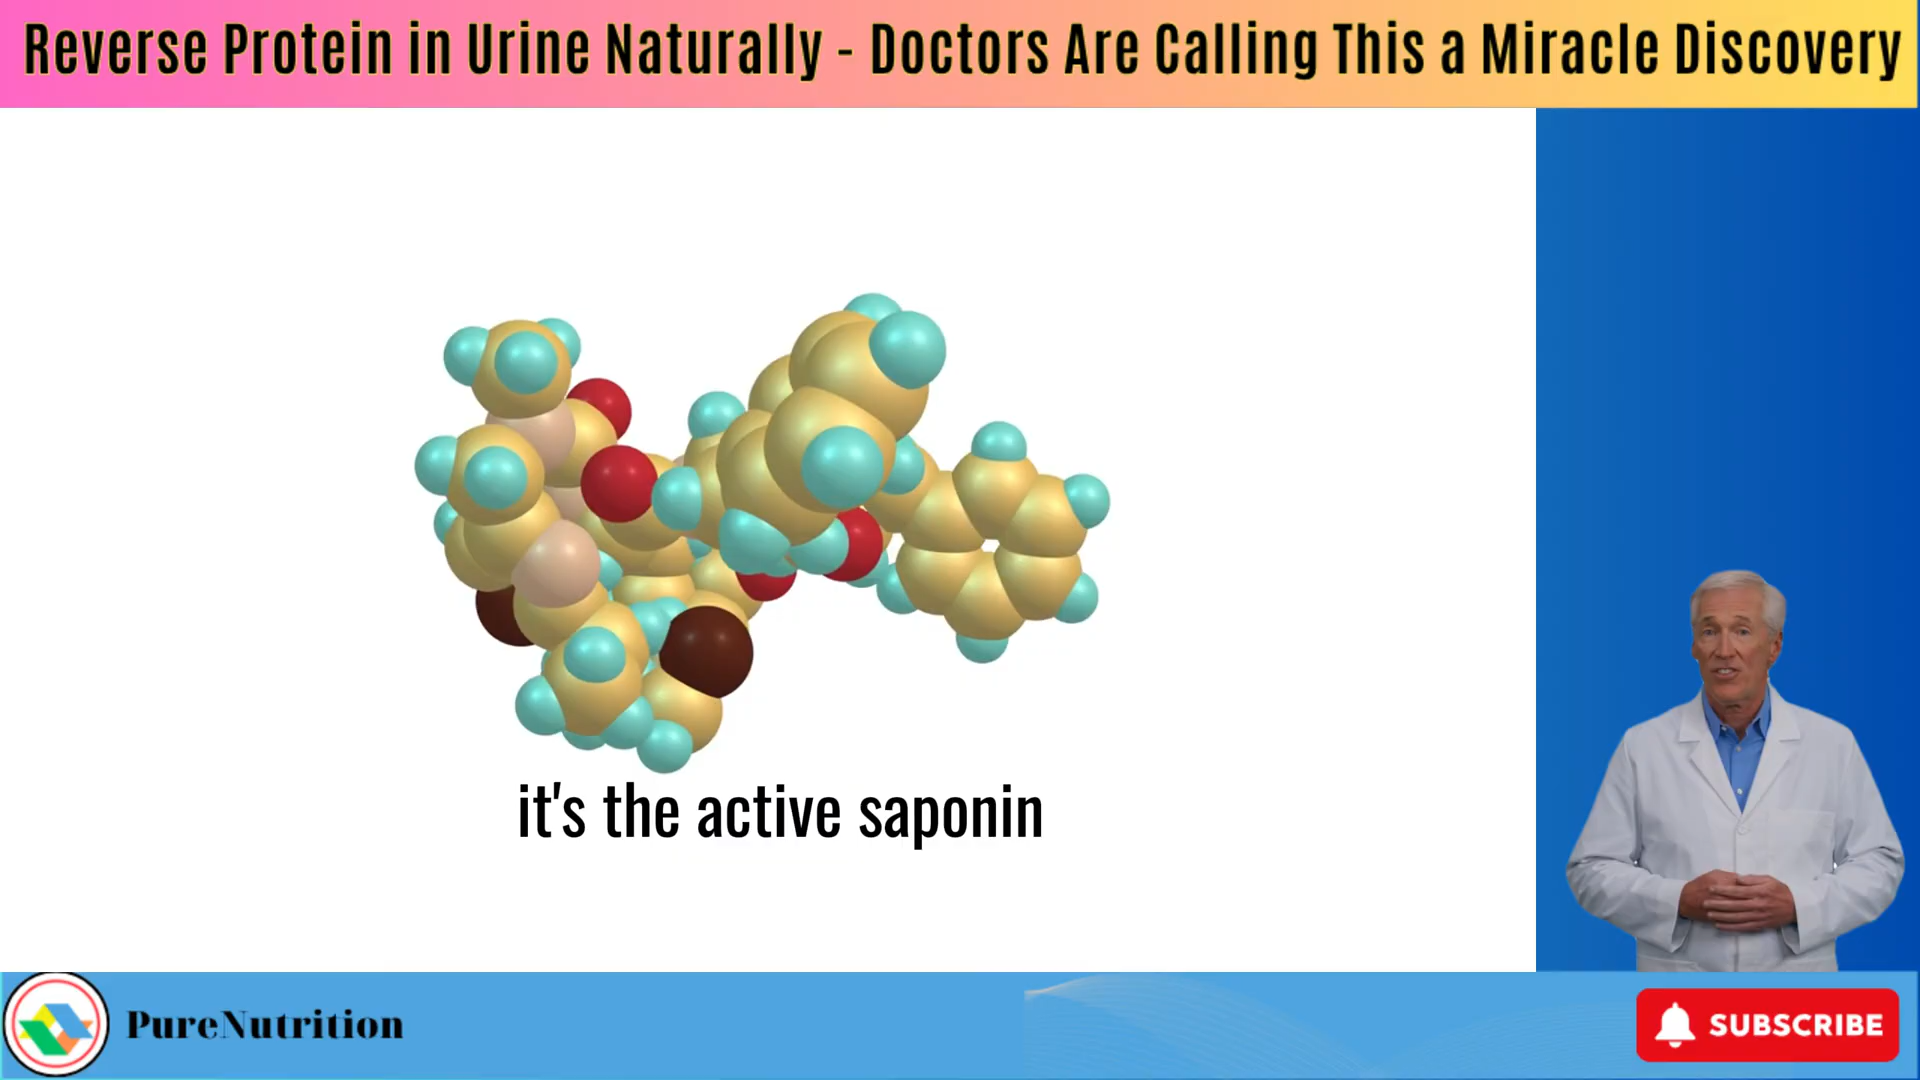 Reverse Protein in Urine Naturally - Doctors Are Calling This a Miracle Discovery
it's the active saponin
PureNutrition
SUBSCRIBE